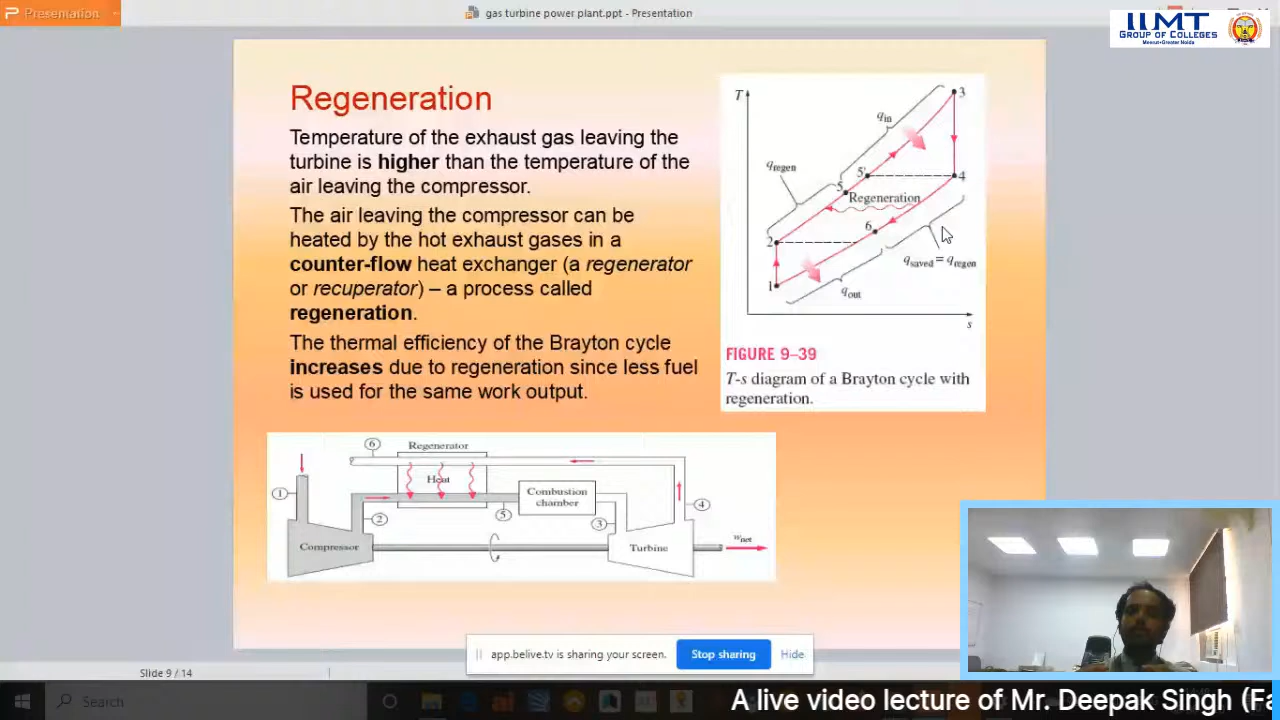 Presentation
gas turbine power plant.ppt - Presentation
IIMT
GROUP OF COLLEGES
Meerut•Greater Noida
Regeneration
Temperature of the exhaust gas leaving the
turbine is higher than the temperature of the
air leaving the compressor.
The air leaving the compressor can be
heated by the hot exhaust gases in a
counter-flow heat exchanger (a regenerator
or recuperator) – a process called
regeneration.
The thermal efficiency of the Brayton cycle
increases due to regeneration since less fuel
is used for the same work output.
T
3
qin
qregen
5'
4
5
Regeneration
6
2
qsaved = qregen
1
qout
s
FIGURE 9–39
T-s diagram of a Brayton cycle with
regeneration.
6
Regenerator
Heat
1
Combustion
chamber
4
2
5
3
Compressor
Turbine
wnet
app.belive.tv is sharing your screen.
Stop sharing
Hide
Slide 9 / 14
Search
A live video lecture of Mr. Deepak Singh (Fa